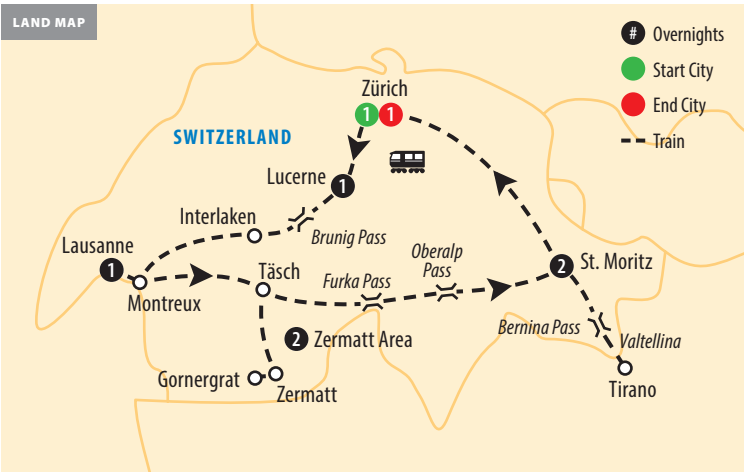 LAND MAP
# Overnights
Start City
End City
Train
Zürich
1 1
SWITZERLAND
Lucerne 1
Interlaken
Brunig Pass
Lausanne
1
Montreux
Täsch
Furka Pass
Oberalp
Pass
2 St. Moritz
Bernina Pass
Valtellina
Tirano
2 Zermatt Area
Gornergrat
Zermatt